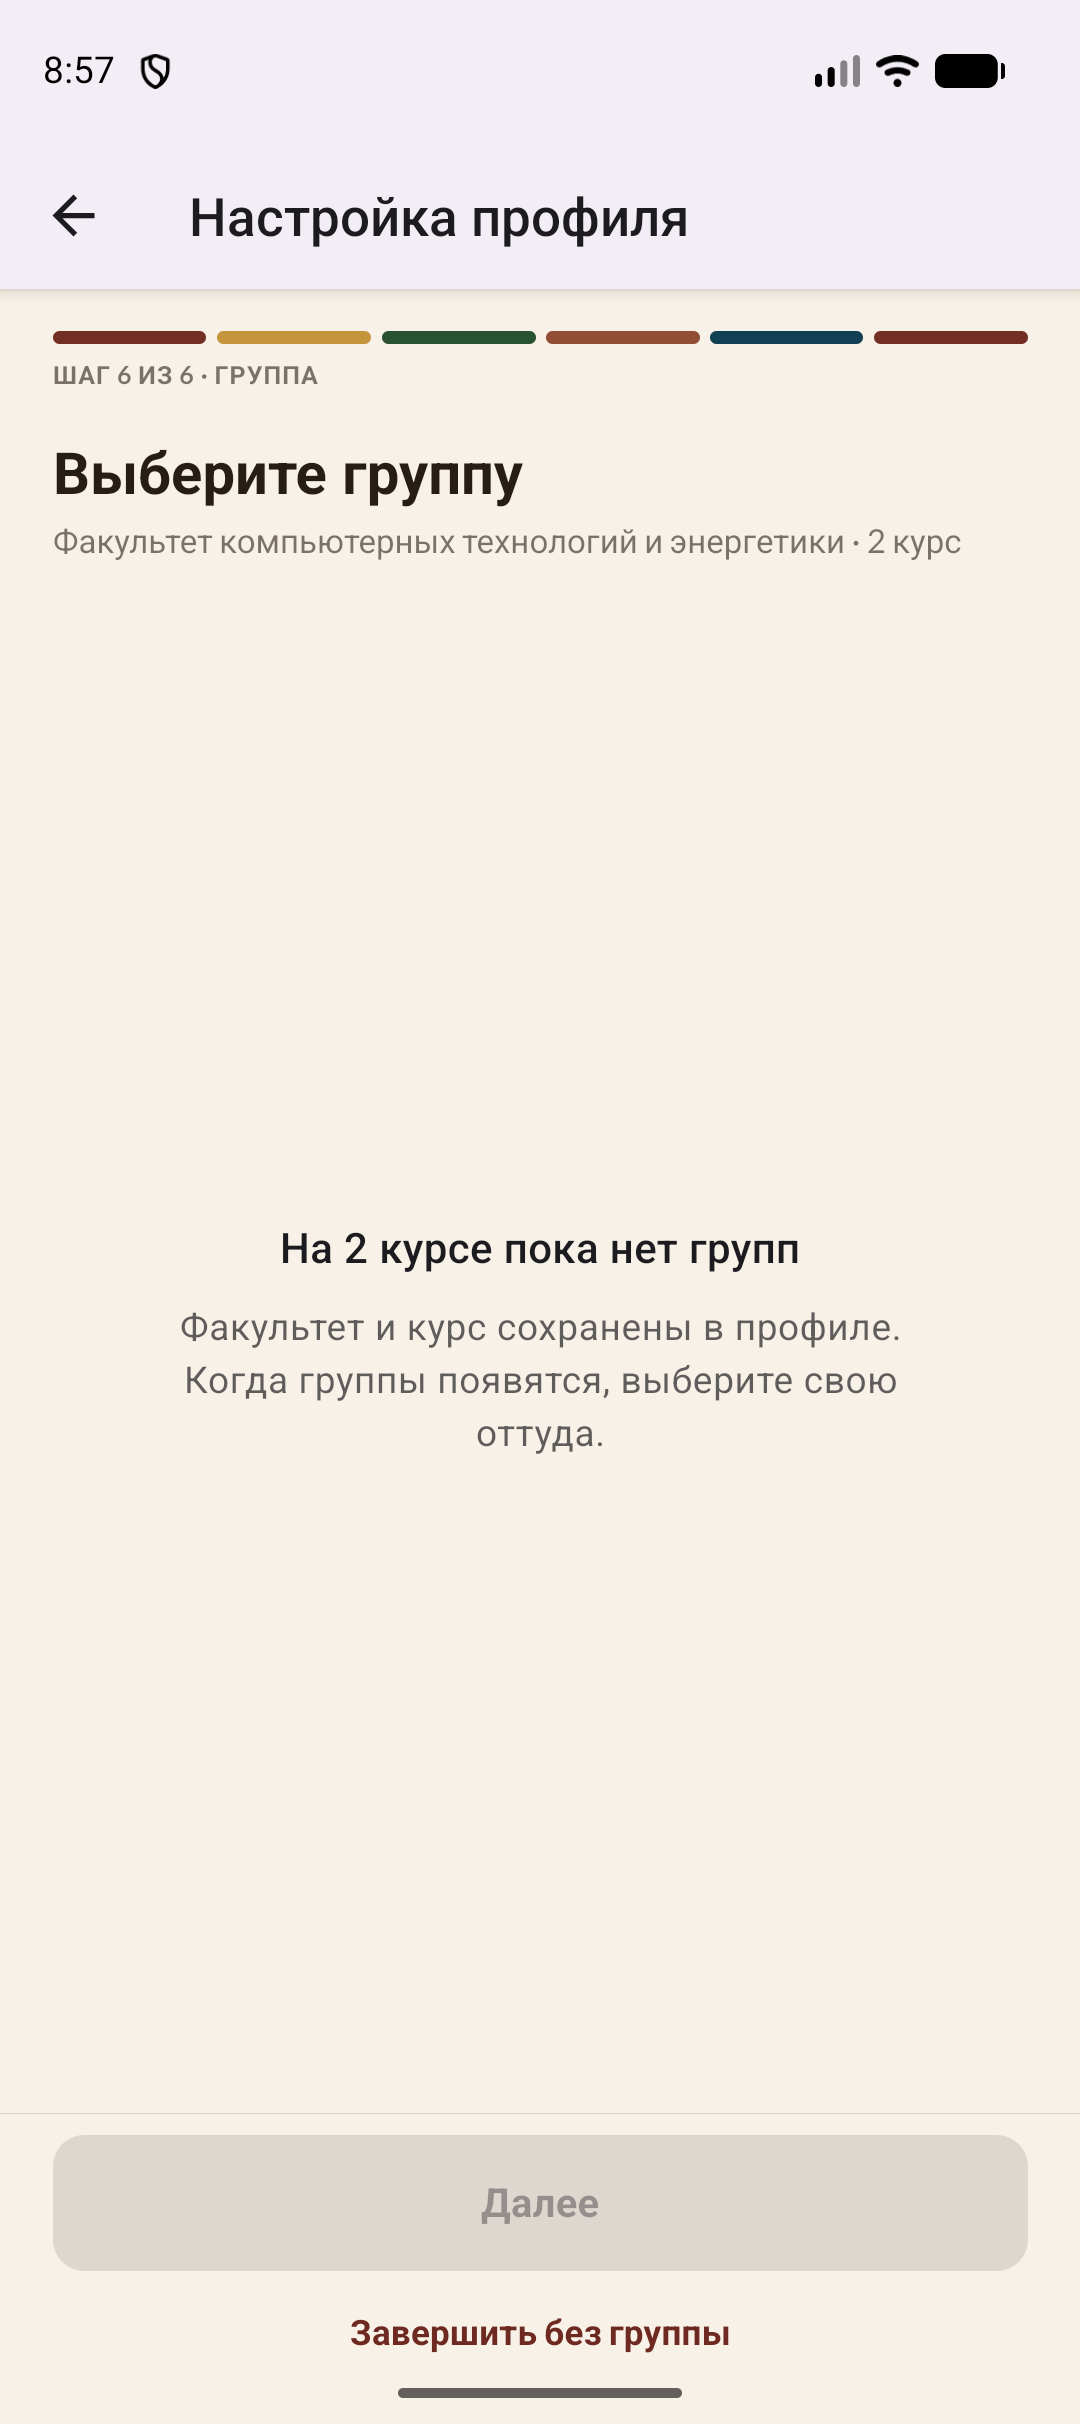 8:57
Настройка профиля
ШАГ 6 ИЗ 6 · ГРУППА
Выберите группу
Факультет компьютерных технологий и энергетики · 2 курс
На 2 курсе пока нет групп
Факультет и курс сохранены в профиле.
Когда группы появятся, выберите свою
оттуда.
Далее
Завершить без группы